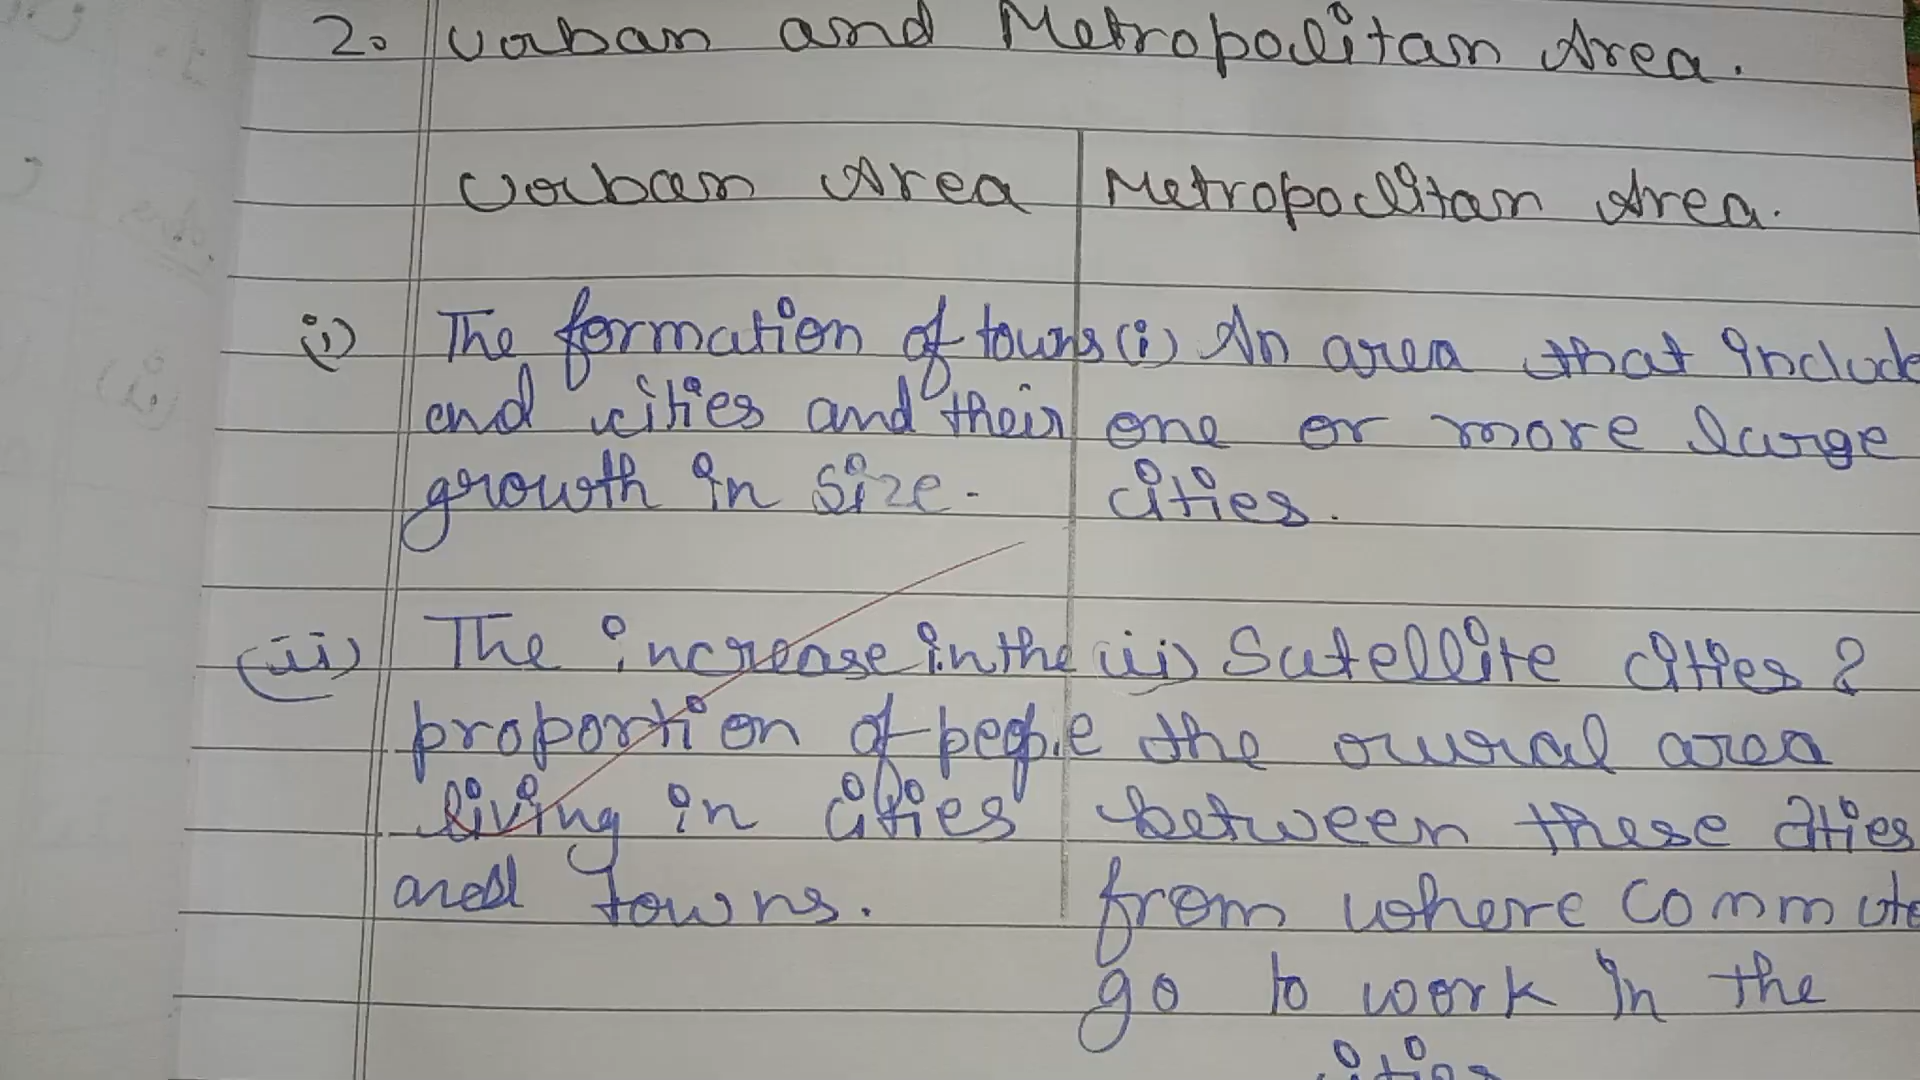 2. Urban and Metropolitan Area.
Urban Area
Metropolitan Area.
(i) The formation of towns
and cities and their
growth in size.
(i) An area that include
one or more large
cities.
(ii) The increase in the
proportion of people
living in cities
and towns.
(ii) Satellite cities &
the rural area
between these cities
from where commute
go to work in the
cities